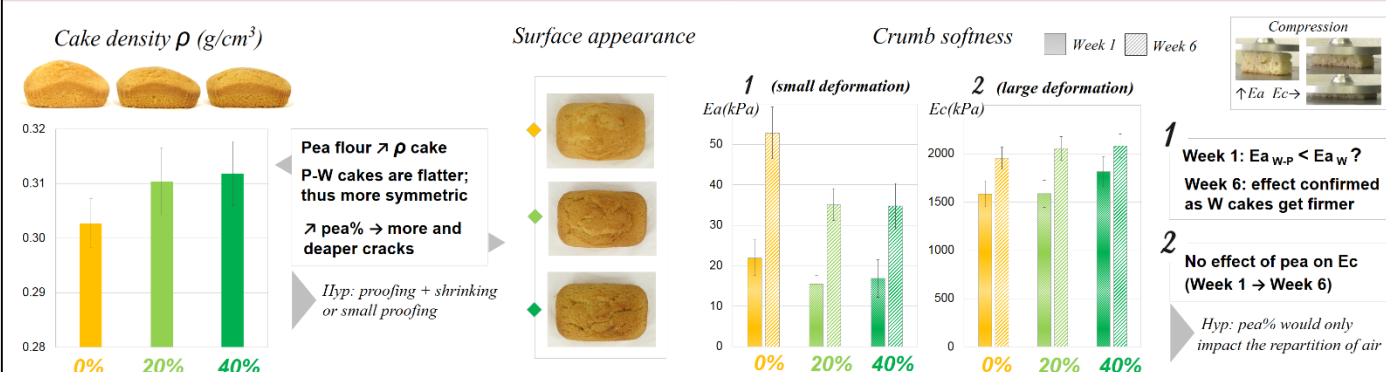 Cake density ρ (g/cm³)
0.32
0.31
0.30
0.29
0.28
0%
20%
40%
Pea flour ↗ ρ cake
P-W cakes are flatter;
thus more symmetric
↗ pea% → more and
deaper cracks
Hyp: proofing + shrinking
or small proofing
Surface appearance
Crumb softness
Week 1
Week 6
1 (small deformation)
Ea(kPa)
50
40
30
20
10
0
0%
20%
40%
2 (large deformation)
Ec(kPa)
2000
1500
1000
500
0
0%
20%
40%
Compression
↑Ea Ec→
1
Week 1: Ea W-P < Ea W ?
Week 6: effect confirmed
as W cakes get firmer
2
No effect of pea on Ec
(Week 1 → Week 6)
Hyp: pea% would only
impact the repartition of air